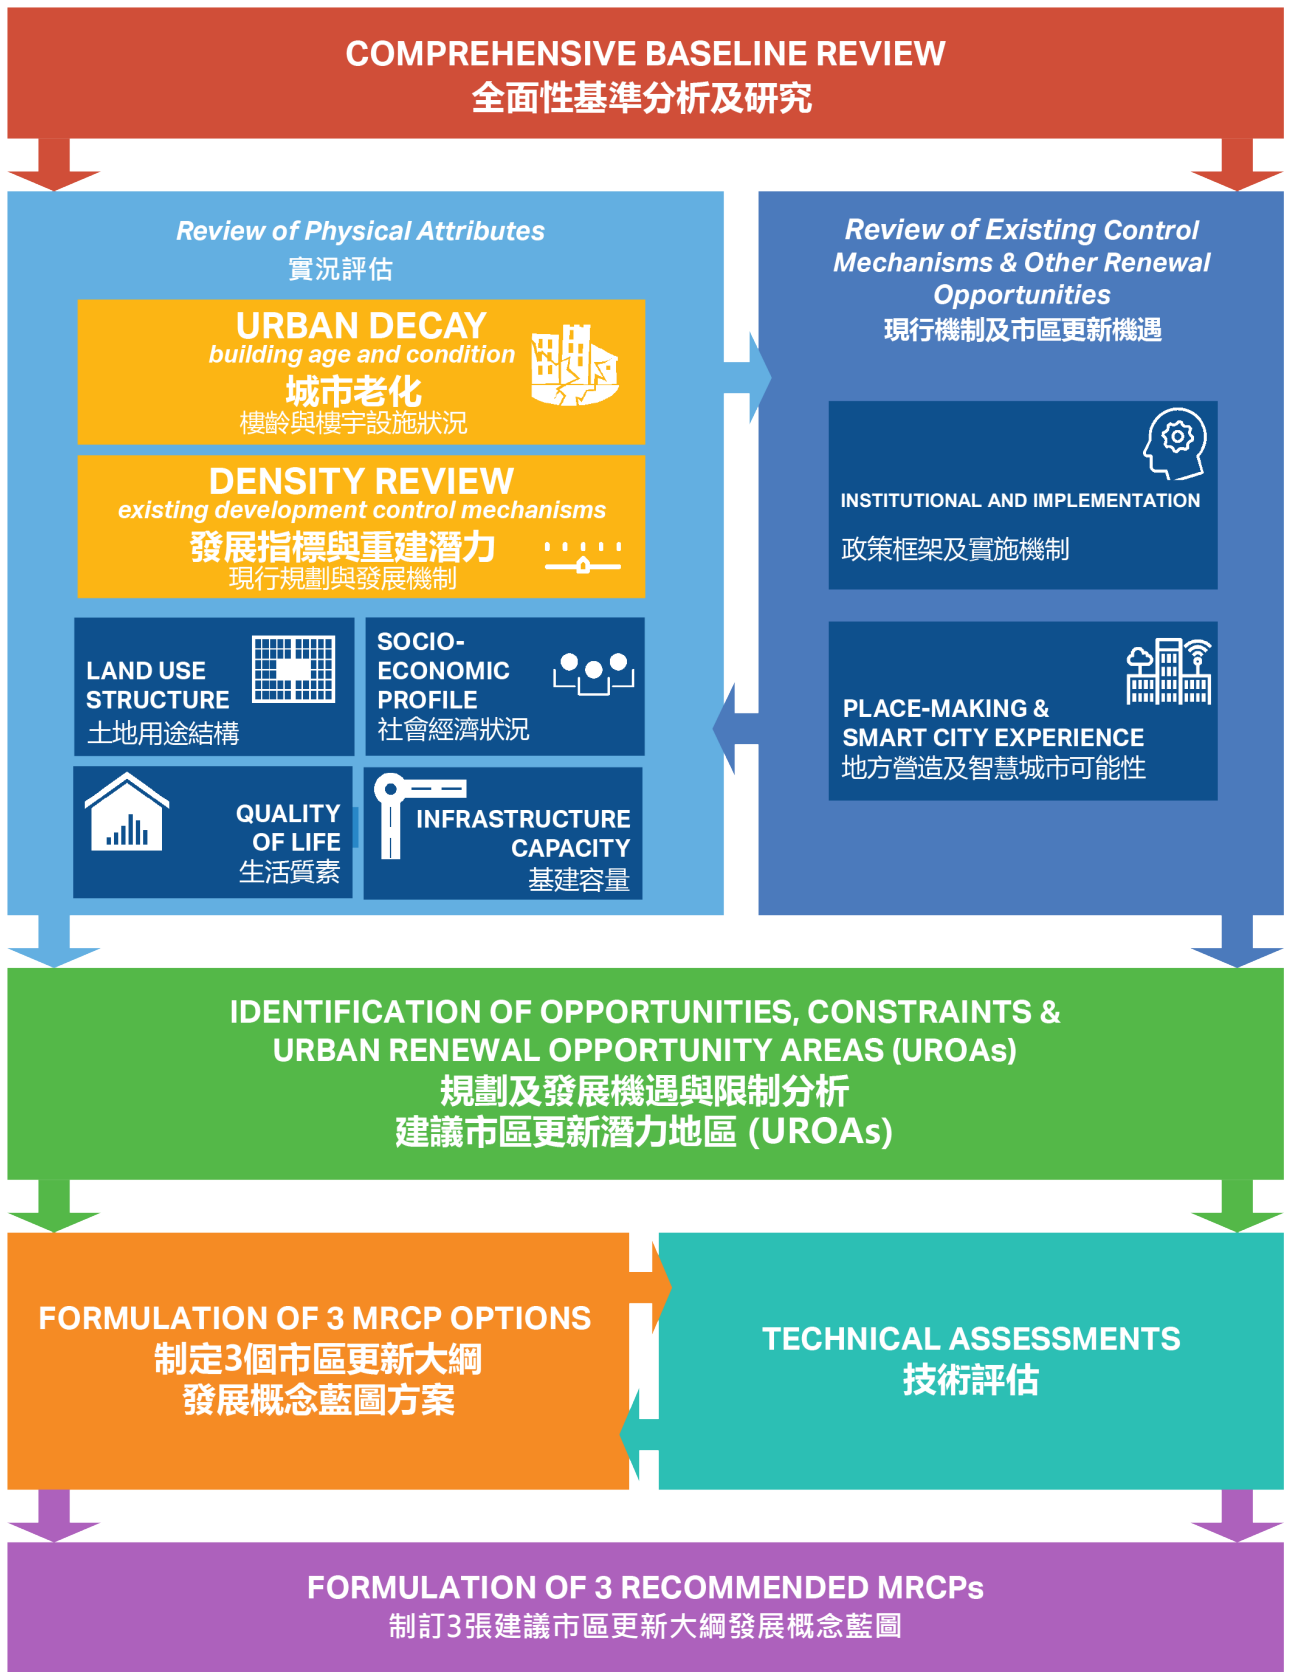 COMPREHENSIVE BASELINE REVIEW
全面性基準分析及研究
Review of Physical Attributes
實況評估
URBAN DECAY
building age and condition
城市老化
樓齡與樓宇設施狀況
DENSITY REVIEW
existing development control mechanisms
發展指標與重建潛力
現行規劃與發展機制
LAND USE
STRUCTURE
土地用途結構
SOCIO-
ECONOMIC
PROFILE
社會經濟狀況
QUALITY
OF LIFE
生活質素
INFRASTRUCTURE
CAPACITY
基建容量
Review of Existing Control
Mechanisms & Other Renewal
Opportunities
現行機制及市區更新機遇
INSTITUTIONAL AND IMPLEMENTATION
政策框架及實施機制
PLACE-MAKING &
SMART CITY EXPERIENCE
地方營造及智慧城市可能性
IDENTIFICATION OF OPPORTUNITIES, CONSTRAINTS &
URBAN RENEWAL OPPORTUNITY AREAS (UROAs)
規劃及發展機遇與限制分析
建議市區更新潛力地區 (UROAs)
FORMULATION OF 3 MRCP OPTIONS
制定3個市區更新大綱
發展概念藍圖方案
TECHNICAL ASSESSMENTS
技術評估
FORMULATION OF 3 RECOMMENDED MRCPs
制訂3張建議市區更新大綱發展概念藍圖